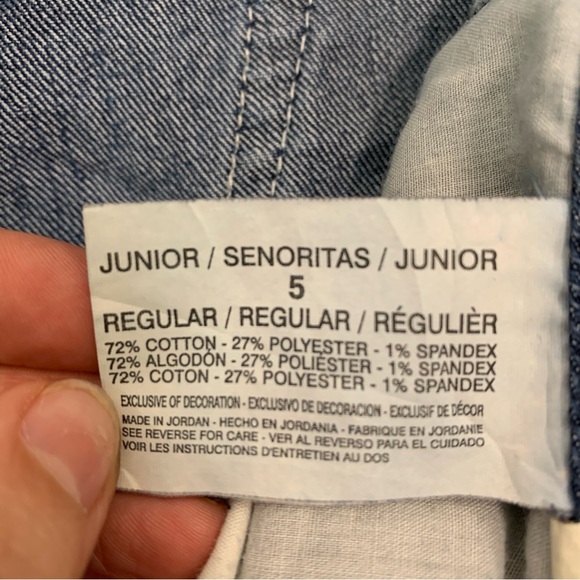 JUNIOR / SENORITAS / JUNIOR
5
REGULAR / REGULAR / RÉGULIÈR
72% COTTON - 27% POLYESTER - 1% SPANDEX
72% ALGODÓN - 27% POLIÉSTER - 1% SPANDEX
72% COTON - 27% POLYESTER - 1% SPANDEX
EXCLUSIVE OF DECORATION - EXCLUSIVO DE DECORACION - EXCLUSIF DE DÉCOR
MADE IN JORDAN - HECHO EN JORDANIA - FABRIQUE EN JORDANIE
SEE REVERSE FOR CARE - VER AL REVERSO PARA EL CUIDADO
VOIR LES INSTRUCTIONS D'ENTRETIEN AU DOS